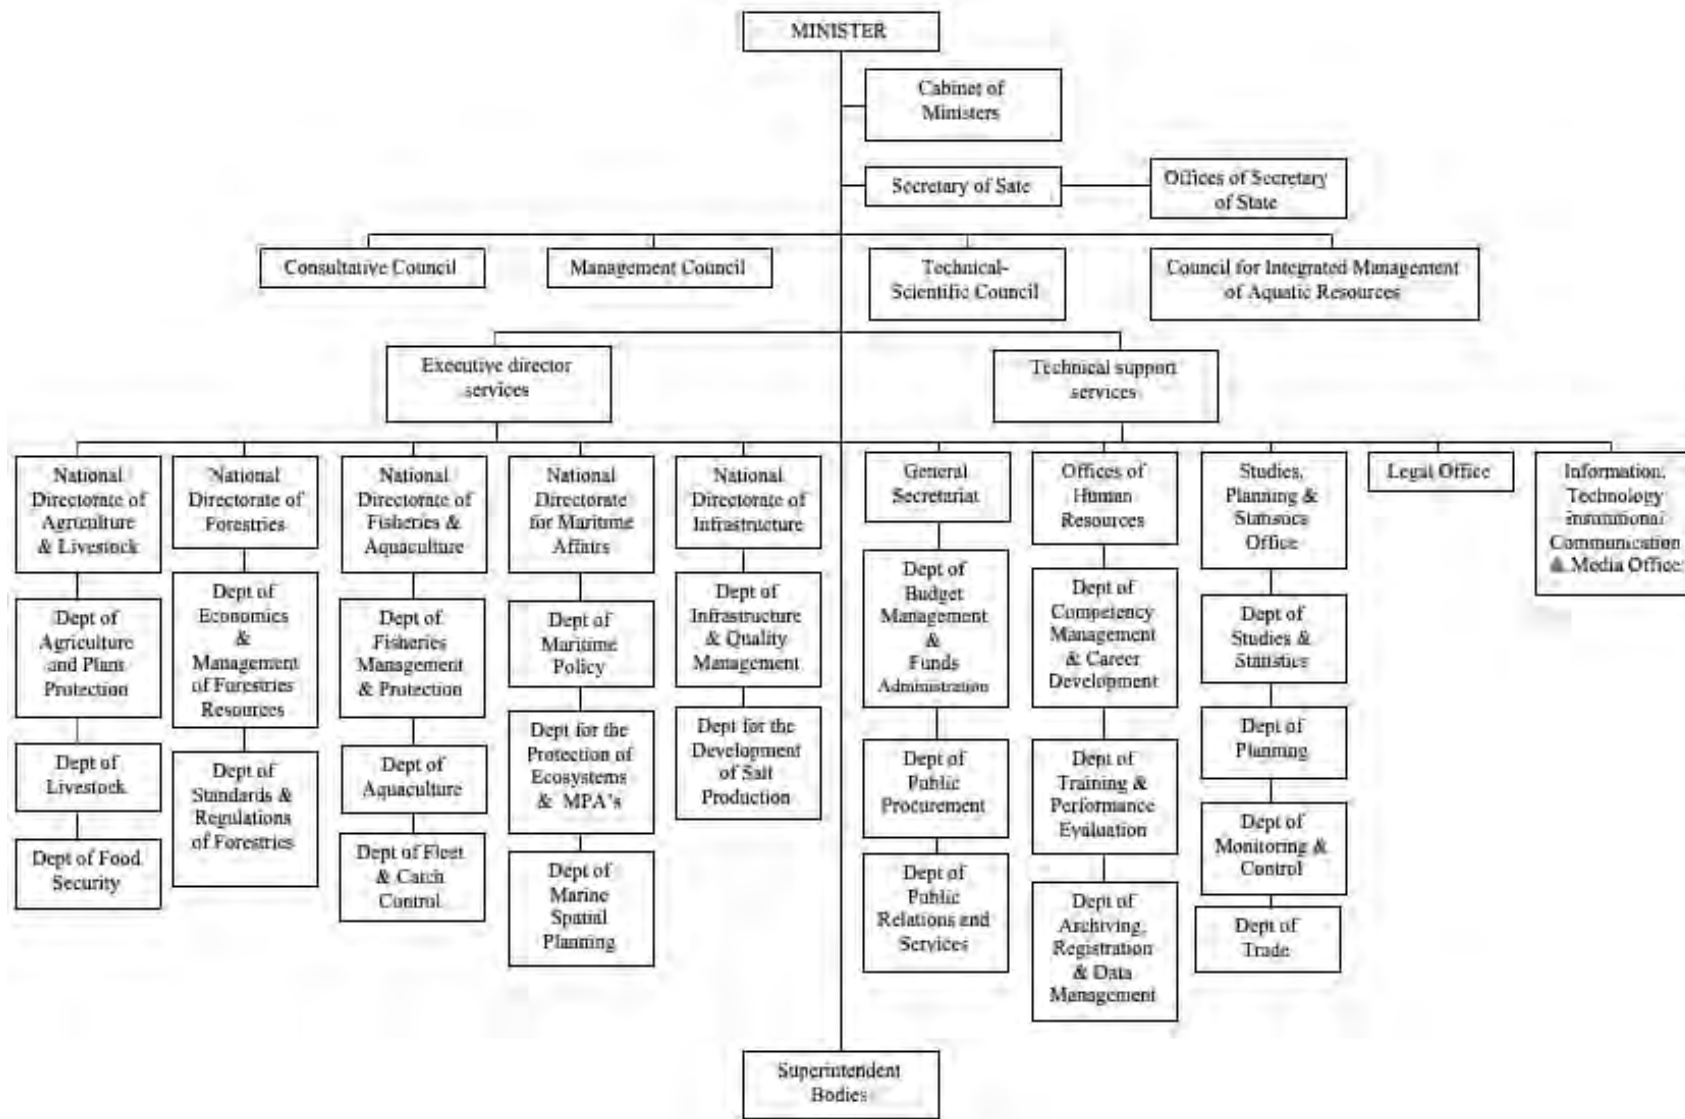 MINISTER
Cabinet of
Ministers
Secretary of Sate
Offices of Secretary
of State
Consultative Council
Management Council
Technical-
Scientific Council
Council for Integrated Management
of Aquatic Resources
Executive director
services
Technical support
services
National
Directorate of
Agriculture
& Livestock
National
Directorate of
Forestries
National
Directorate of
Fisheries &
Aquaculture
National
Directorate
for Maritime
Affairs
National
Directorate
of Infrastructure
General
Secretariat
Offices of
Human
Resources
Studies,
Planning &
Statistics
Office
Legal Office
Information,
Technology
Institutional
Communication
& Media Office
Dept of
Agriculture
and Plant
Protection
Dept of
Livestock
Dept of Food
Security
Dept of
Economics
&
Management
of Forestries
Resources
Dept of
Standards &
Regulations
of Forestries
Dept of
Fisheries
Management
& Protection
Dept of
Aquaculture
Dept of Fleet
& Catch
Control
Dept of
Maritime
Policy
Dept for the
Protection of
Ecosystems
& MPA's
Dept of
Marine
Spatial
Planning
Dept of
Infrastructure
& Quality
Management
Dept for the
Development
of Salt
Production
Dept of
Budget
Management
&
Funds
Administration
Dept of
Public
Procurement
Dept of
Public
Relations and
Services
Dept of
Competency
Management
& Career
Development
Dept of
Training &
Performance
Evaluation
Dept of
Archiving,
Registration
& Data
Management
Dept of
Studies &
Statistics
Dept of
Planning
Dept of
Monitoring &
Control
Dept of
Trade
Superintendent
Bodies